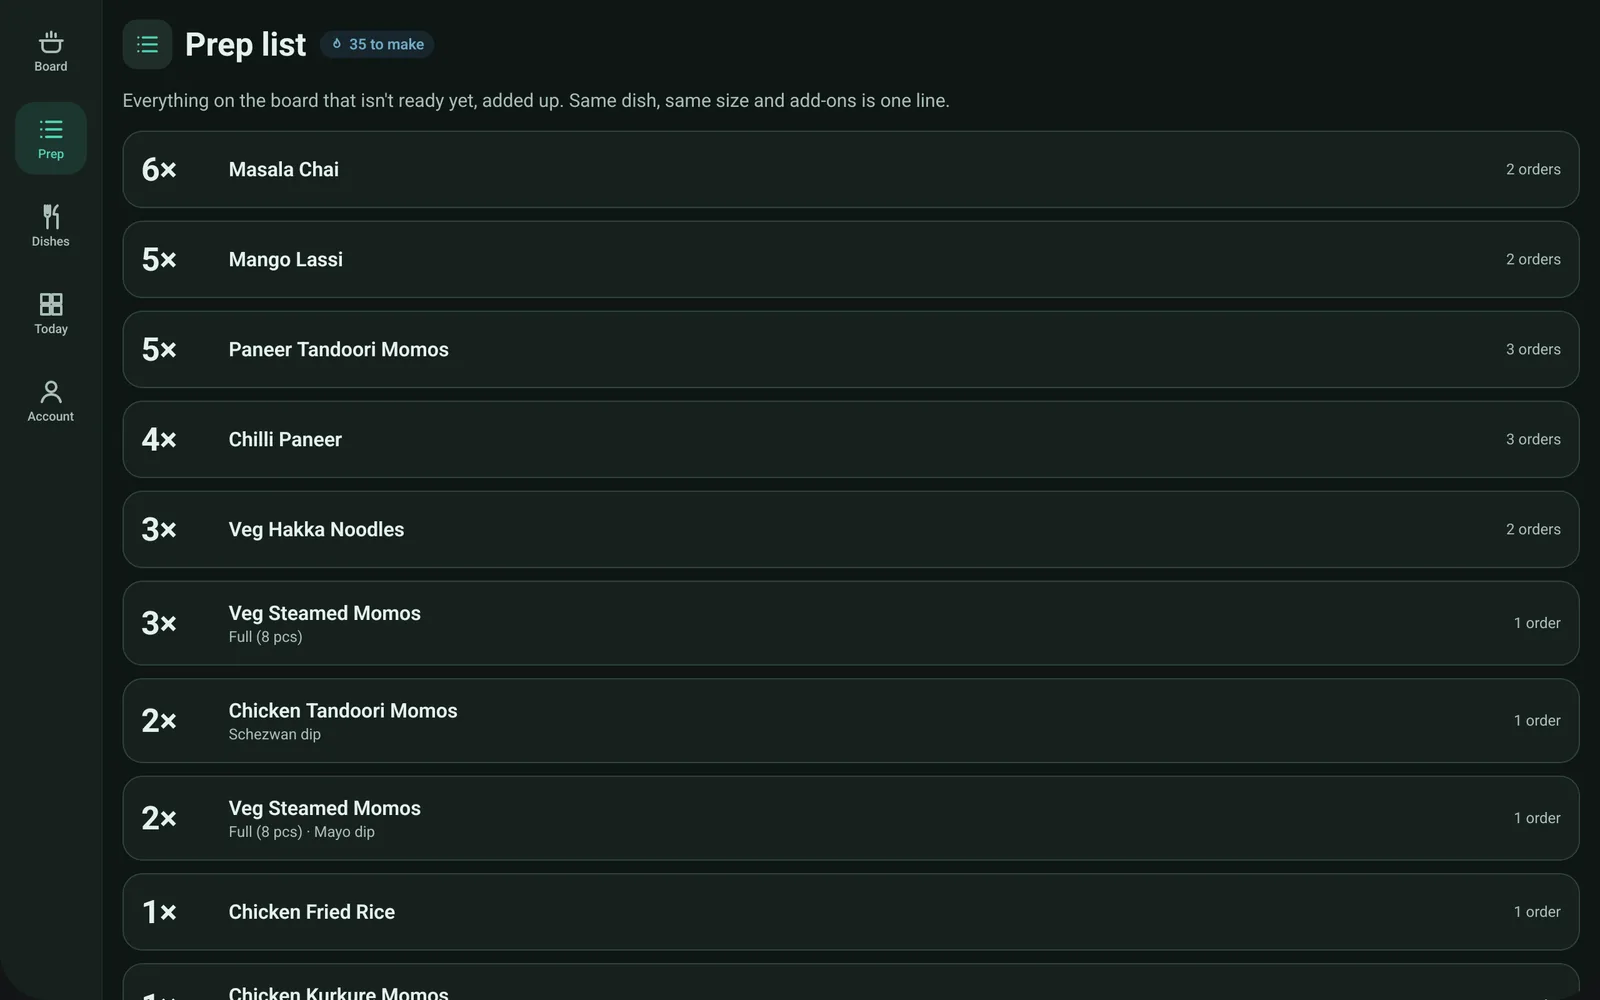 Board
Prep
Dishes
Today
Account
Prep list
35 to make
Everything on the board that isn't ready yet, added up. Same dish, same size and add-ons is one line.
6× Masala Chai 2 orders
5× Mango Lassi 2 orders
5× Paneer Tandoori Momos 3 orders
4× Chilli Paneer 3 orders
3× Veg Hakka Noodles 2 orders
3× Veg Steamed Momos 1 order
Full (8 pcs)
2× Chicken Tandoori Momos 1 order
Schezwan dip
2× Veg Steamed Momos 1 order
Full (8 pcs) · Mayo dip
1× Chicken Fried Rice 1 order
Chicken Kurkure Momos